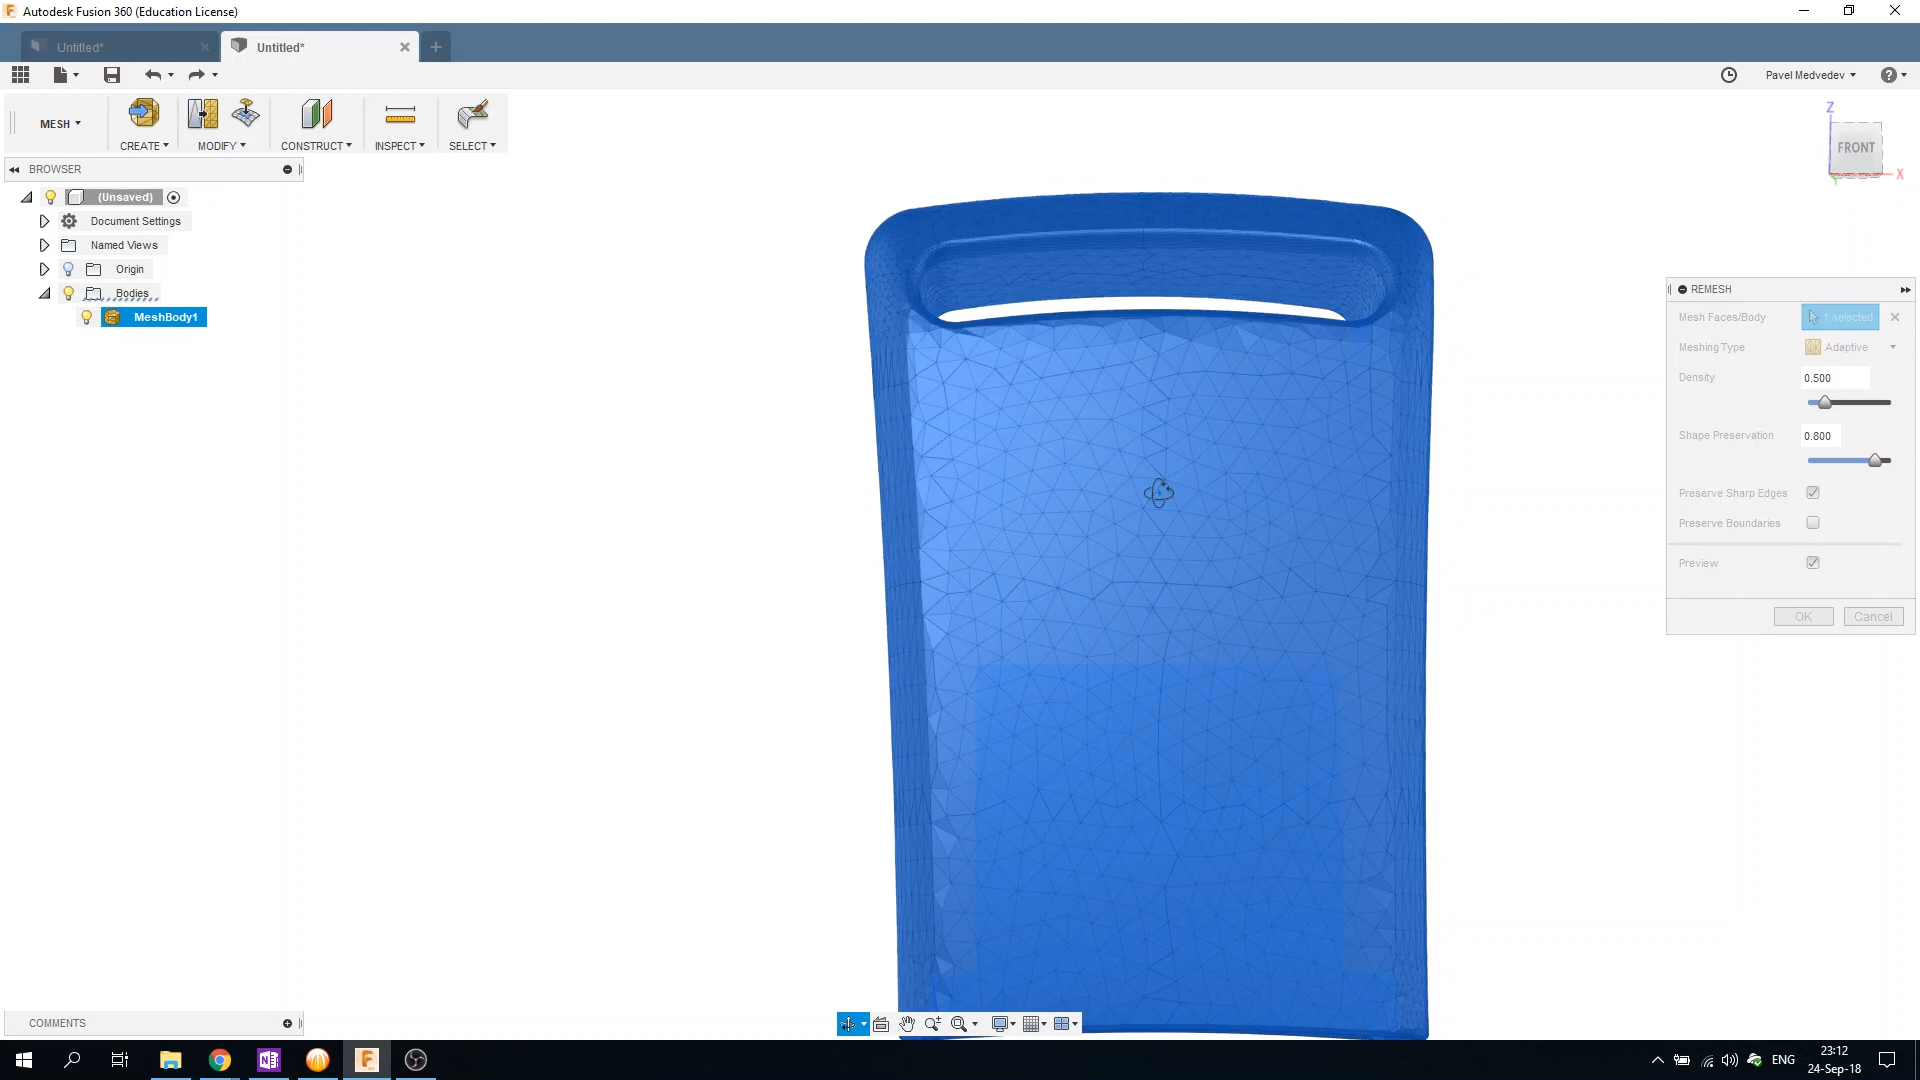 Autodesk Fusion 360 (Education License)
Untitled*
Untitled*
Pavel Medvedev
MESH
CREATE
MODIFY
CONSTRUCT
INSPECT
SELECT
Z
FRONT
X
BROWSER
(Unsaved)
Document Settings
Named Views
Origin
Bodies
MeshBody1
REMESH
Mesh Faces/Body
1 selected
Meshing Type
Adaptive
Density
0.500
Shape Preservation
0.800
Preserve Sharp Edges
Preserve Boundaries
Preview
OK
Cancel
COMMENTS
ENG
23:12
24-Sep-18